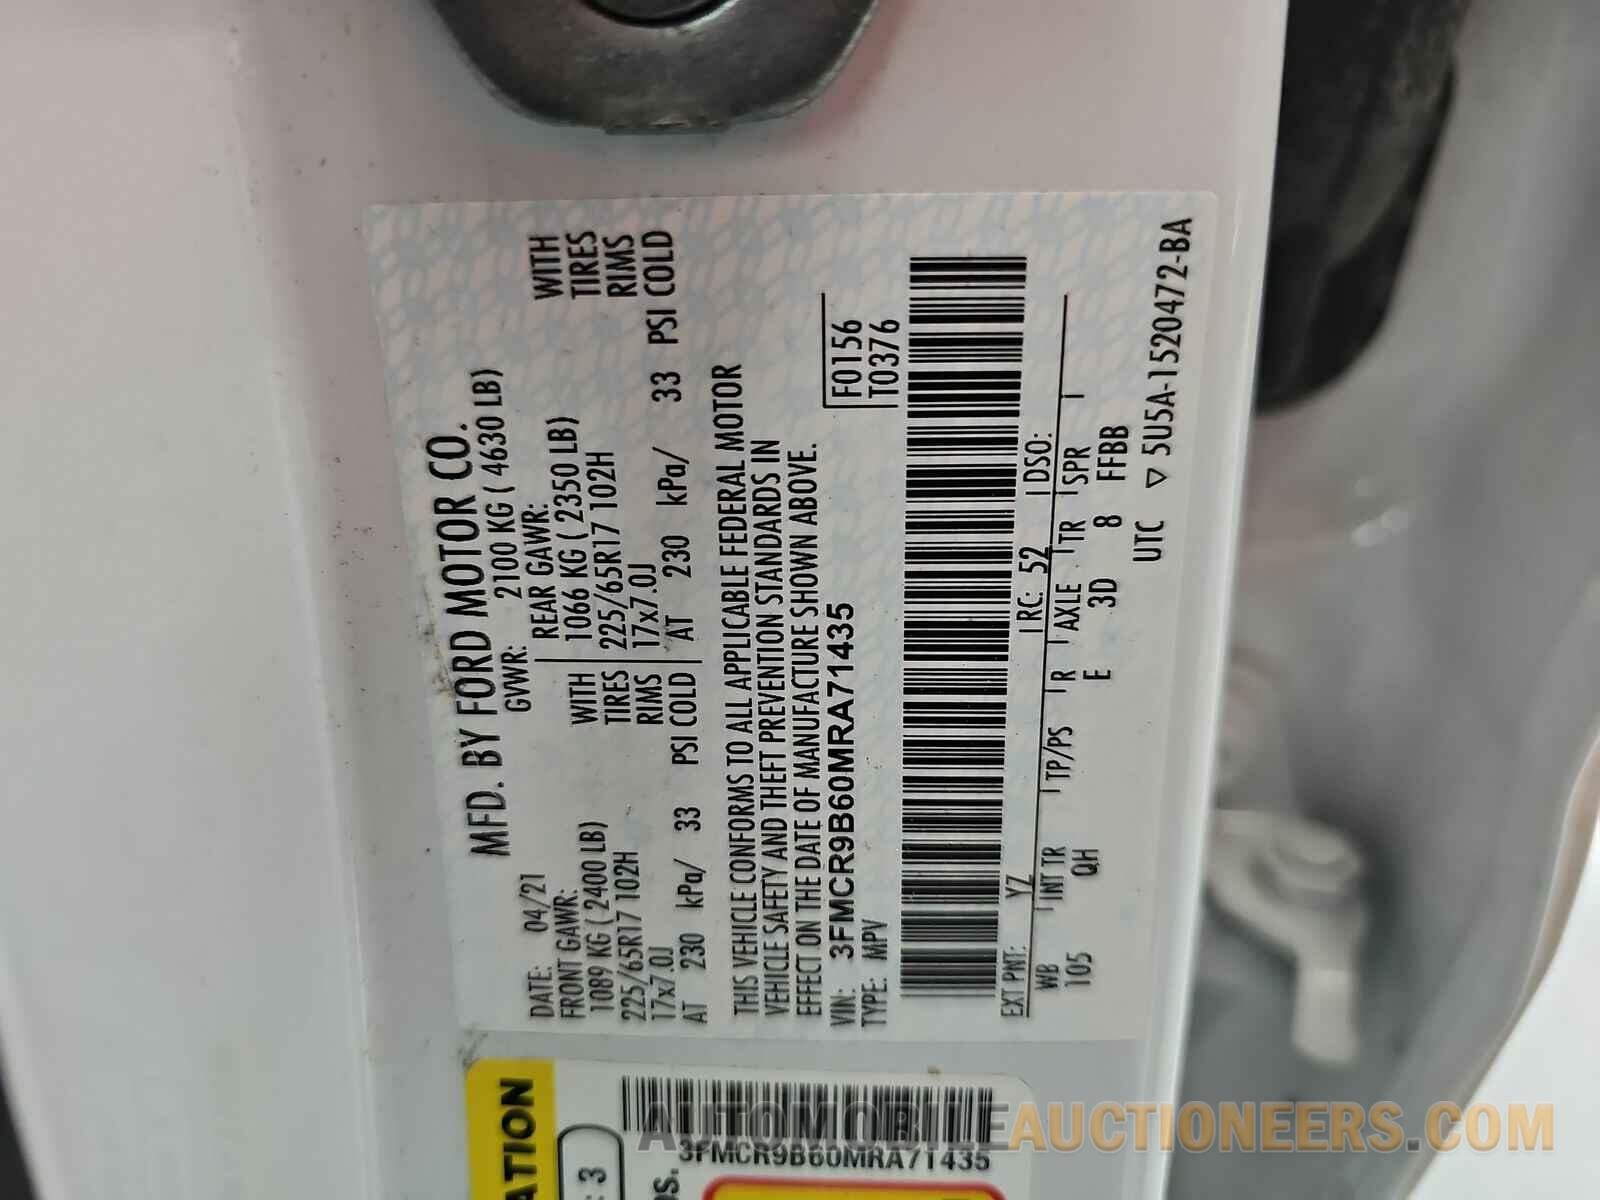 MFD. BY FORD MOTOR CO.
DATE: 04/21 GVWR: 2100 KG ( 4630 LB)
FRONT GAWR: REAR GAWR:
1089 KG ( 2400 LB) WITH 1066 KG ( 2350 LB) WITH
225/65R17 102H TIRES 225/65R17 102H TIRES
17x7.0J RIMS 17x7.0J RIMS
AT 230 kPa/ 33 PSI COLD AT 230 kPa/ 33 PSI COLD
THIS VEHICLE CONFORMS TO ALL APPLICABLE FEDERAL MOTOR
VEHICLE SAFETY AND THEFT PREVENTION STANDARDS IN
EFFECT ON THE DATE OF MANUFACTURE SHOWN ABOVE.
VIN: 3FMCR9B60MRA71435 F0156
TYPE: MPV T0376
EXT PNT: YZ RC: 52 DSO:
WB INT TR TP/PS R AXLE TR SPR
105 QH E 3D 8 FFBB
UTC ▽ 5U5A-1520472-BA
3
3FMCR9B60MRA71435
AUTOMOBILEAUCTIONEERS.COM